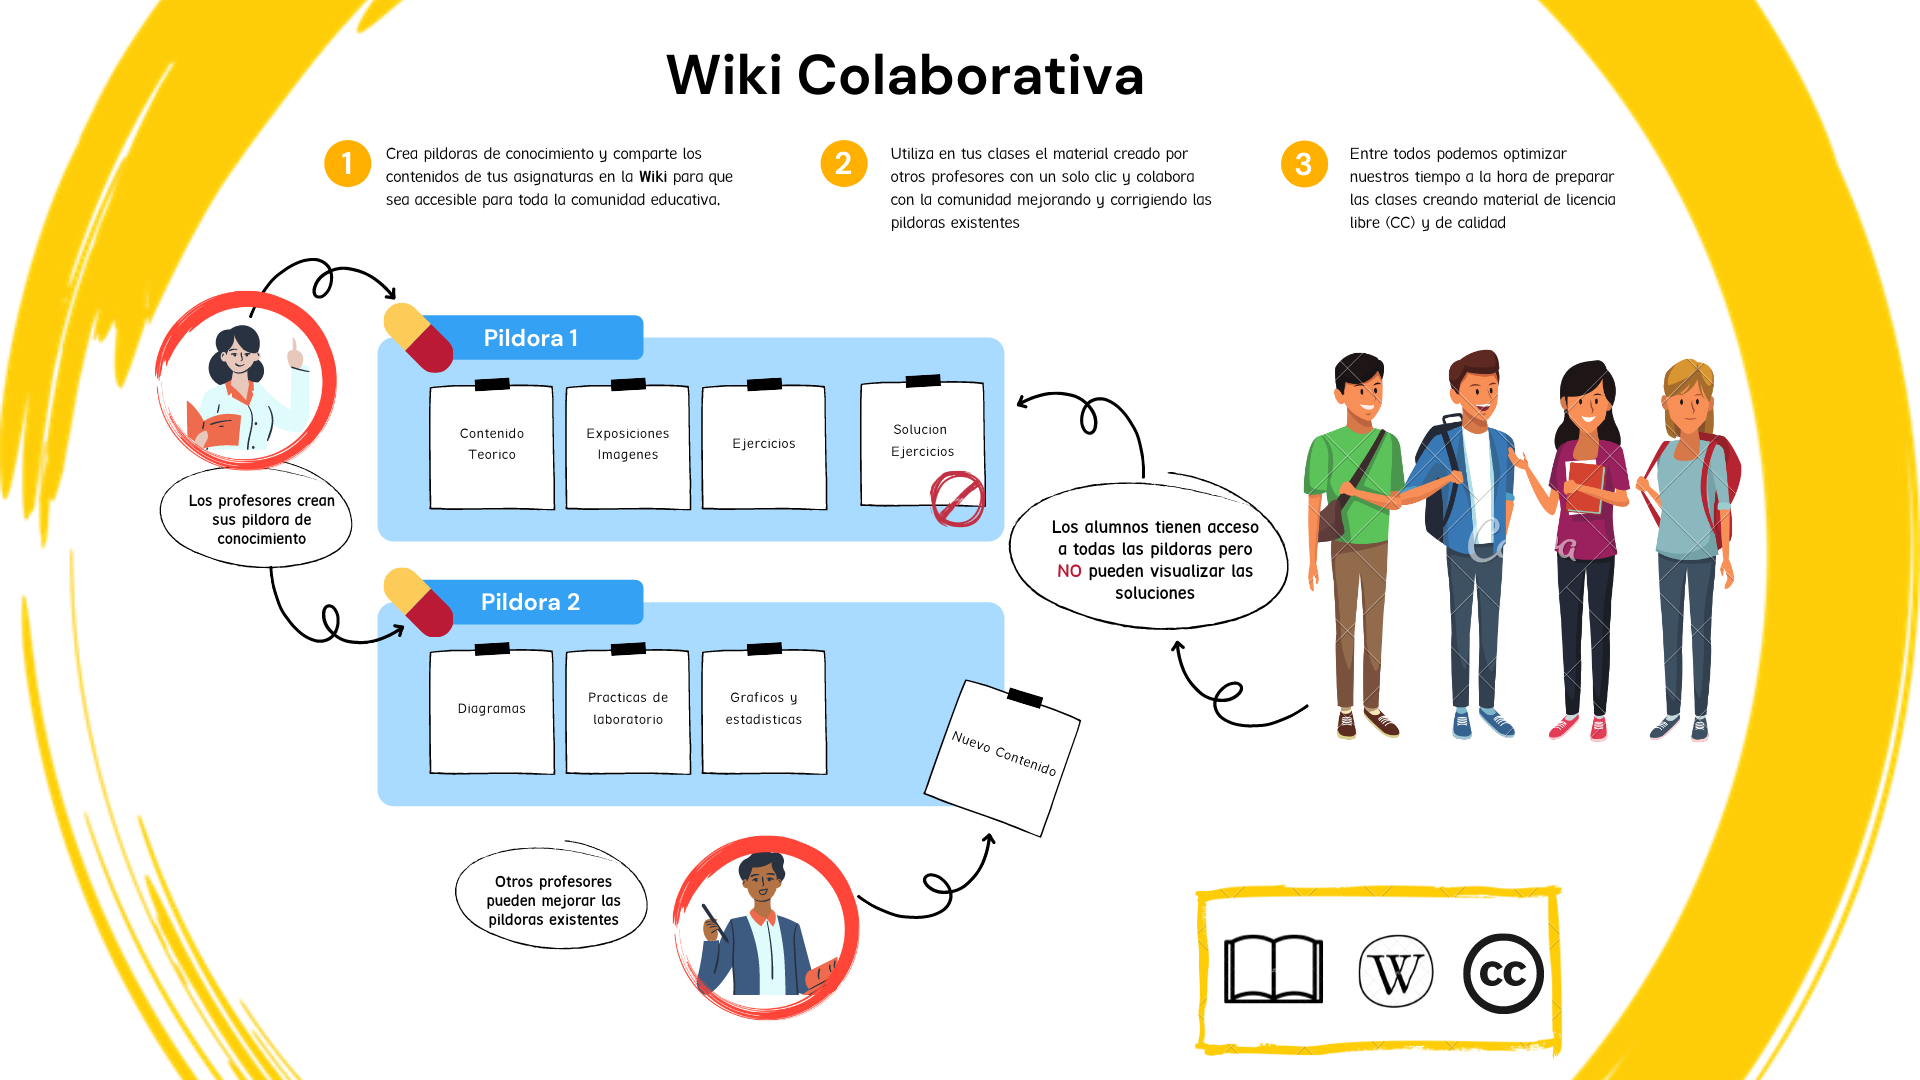 Wiki Colaborativa
1
Crea pildoras de conocimiento y comparte los
contenidos de tus asignaturas en la Wiki para que
sea accesible para toda la comunidad educativa.
2
Utiliza en tus clases el material creado por
otros profesores con un solo clic y colabora
con la comunidad mejorando y corrigiendo las
pildoras existentes
3
Entre todos podemos optimizar
nuestros tiempo a la hora de preparar
las clases creando material de licencia
libre (CC) y de calidad
Pildora 1
Contenido
Teorico
Exposiciones
Imagenes
Ejercicios
Solucion
Ejercicios
Los profesores crean
sus pildora de
conocimiento
Los alumnos tienen acceso
a todas las pildoras pero
NO pueden visualizar las
soluciones
Pildora 2
Diagramas
Practicas de
laboratorio
Graficos y
estadisticas
Nuevo Contenido
Otros profesores
pueden mejorar las
pildoras existentes
W
CC